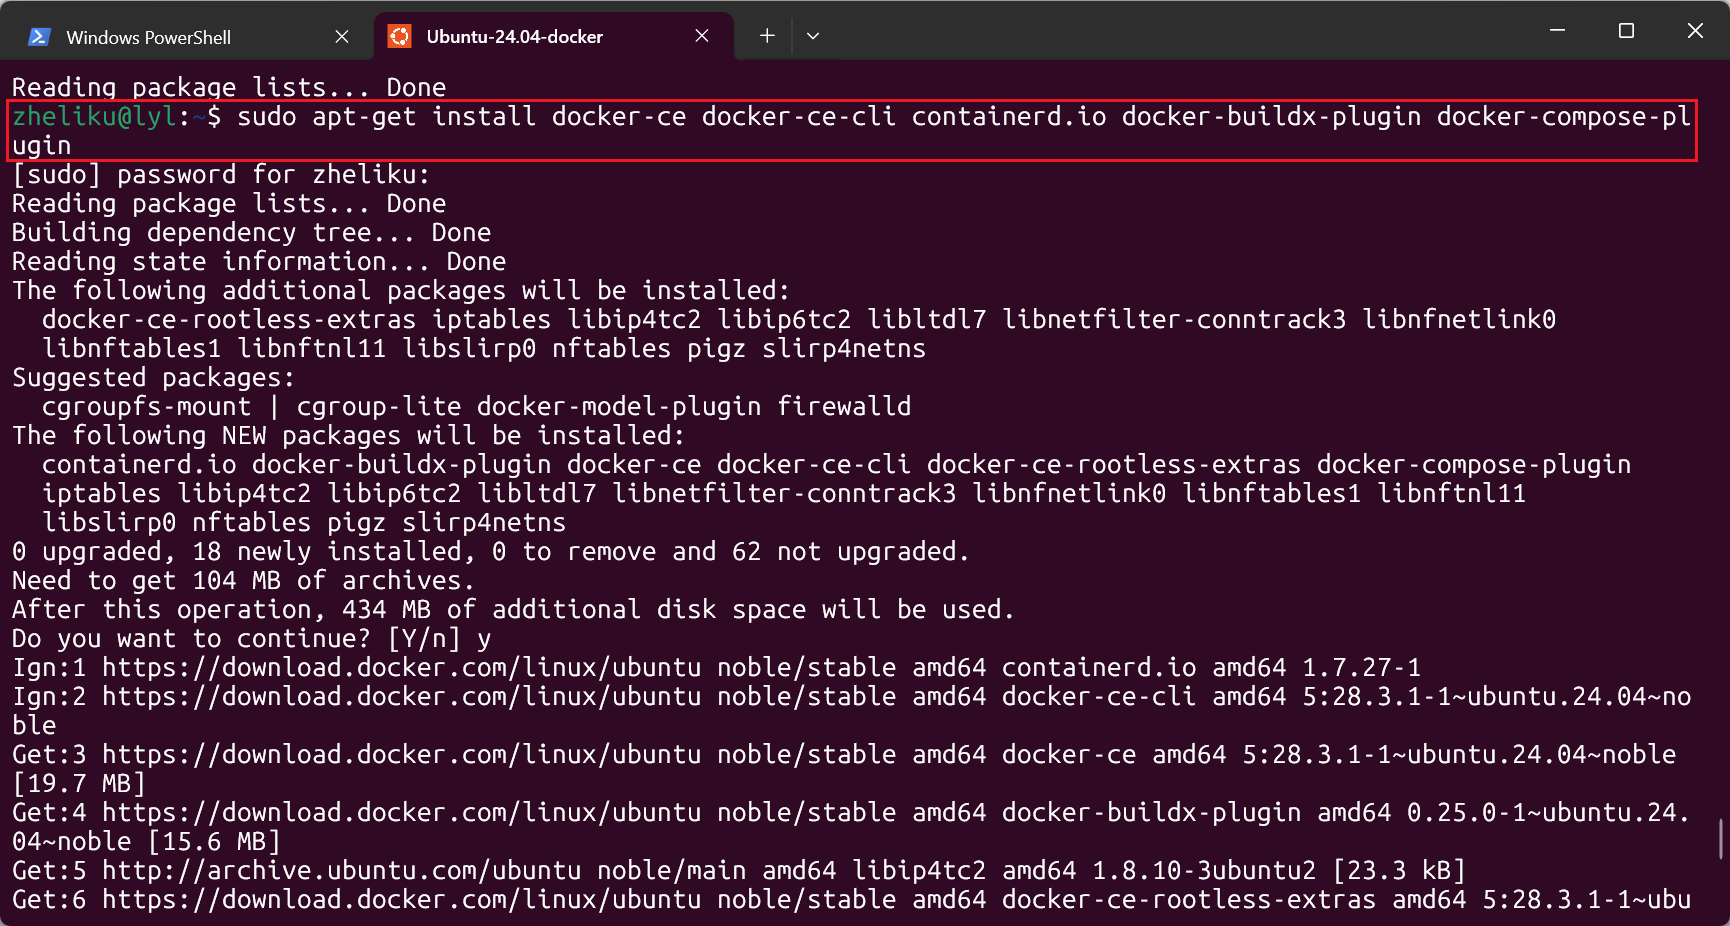 Windows PowerShell
Ubuntu-24.04-docker
Reading package lists... Done
zheliku@lyl:~$ sudo apt-get install docker-ce docker-ce-cli containerd.io docker-buildx-plugin docker-compose-pl
ugin
[sudo] password for zheliku:
Reading package lists... Done
Building dependency tree... Done
Reading state information... Done
The following additional packages will be installed:
  docker-ce-rootless-extras iptables libip4tc2 libip6tc2 libltdl7 libnetfilter-conntrack3 libnfnetlink0
  libnftables1 libnftnl11 libslirp0 nftables pigz slirp4netns
Suggested packages:
  cgroupfs-mount | cgroup-lite docker-model-plugin firewalld
The following NEW packages will be installed:
  containerd.io docker-buildx-plugin docker-ce docker-ce-cli docker-ce-rootless-extras docker-compose-plugin
  iptables libip4tc2 libip6tc2 libltdl7 libnetfilter-conntrack3 libnfnetlink0 libnftables1 libnftnl11
  libslirp0 nftables pigz slirp4netns
0 upgraded, 18 newly installed, 0 to remove and 62 not upgraded.
Need to get 104 MB of archives.
After this operation, 434 MB of additional disk space will be used.
Do you want to continue? [Y/n] y
Ign:1 https://download.docker.com/linux/ubuntu noble/stable amd64 containerd.io amd64 1.7.27-1
Ign:2 https://download.docker.com/linux/ubuntu noble/stable amd64 docker-ce-cli amd64 5:28.3.1-1~ubuntu.24.04~no
ble
Get:3 https://download.docker.com/linux/ubuntu noble/stable amd64 docker-ce amd64 5:28.3.1-1~ubuntu.24.04~noble
[19.7 MB]
Get:4 https://download.docker.com/linux/ubuntu noble/stable amd64 docker-buildx-plugin amd64 0.25.0-1~ubuntu.24.
04~noble [15.6 MB]
Get:5 http://archive.ubuntu.com/ubuntu noble/main amd64 libip4tc2 amd64 1.8.10-3ubuntu2 [23.3 kB]
Get:6 https://download.docker.com/linux/ubuntu noble/stable amd64 docker-ce-rootless-extras amd64 5:28.3.1-1~ubu